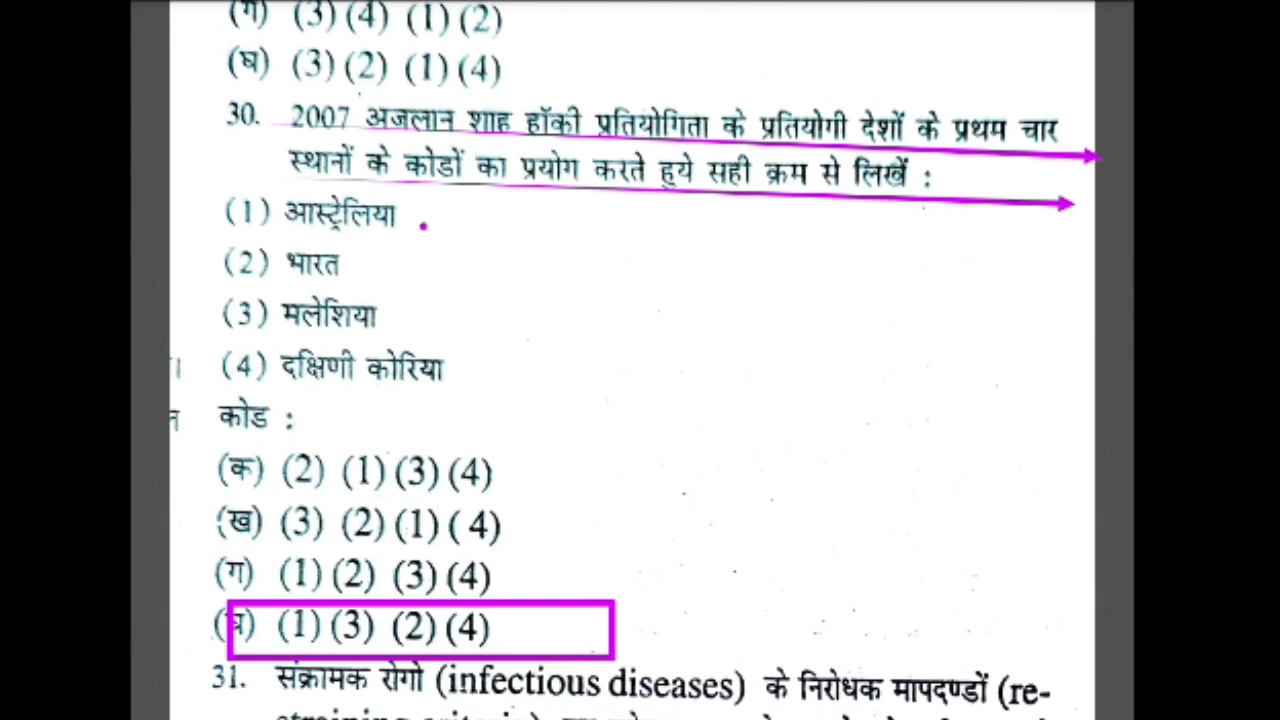 (ग) (3) (4) (1) (2)
(घ) (3) (2) (1) (4)
30. 2007 अजलान शाह हॉकी प्रतियोगिता के प्रतियोगी देशों के प्रथम चार
स्थानों के कोडों का प्रयोग करते हुये सही क्रम से लिखें :
(1) आस्ट्रेलिया
(2) भारत
(3) मलेशिया
(4) दक्षिणी कोरिया
कोड :
(क) (2) (1) (3) (4)
(ख) (3) (2) (1) (4)
(ग) (1) (2) (3) (4)
(घ) (1) (3) (2) (4)
31. संक्रामक रोगो (infectious diseases) के निरोधक मापदण्डों (re-